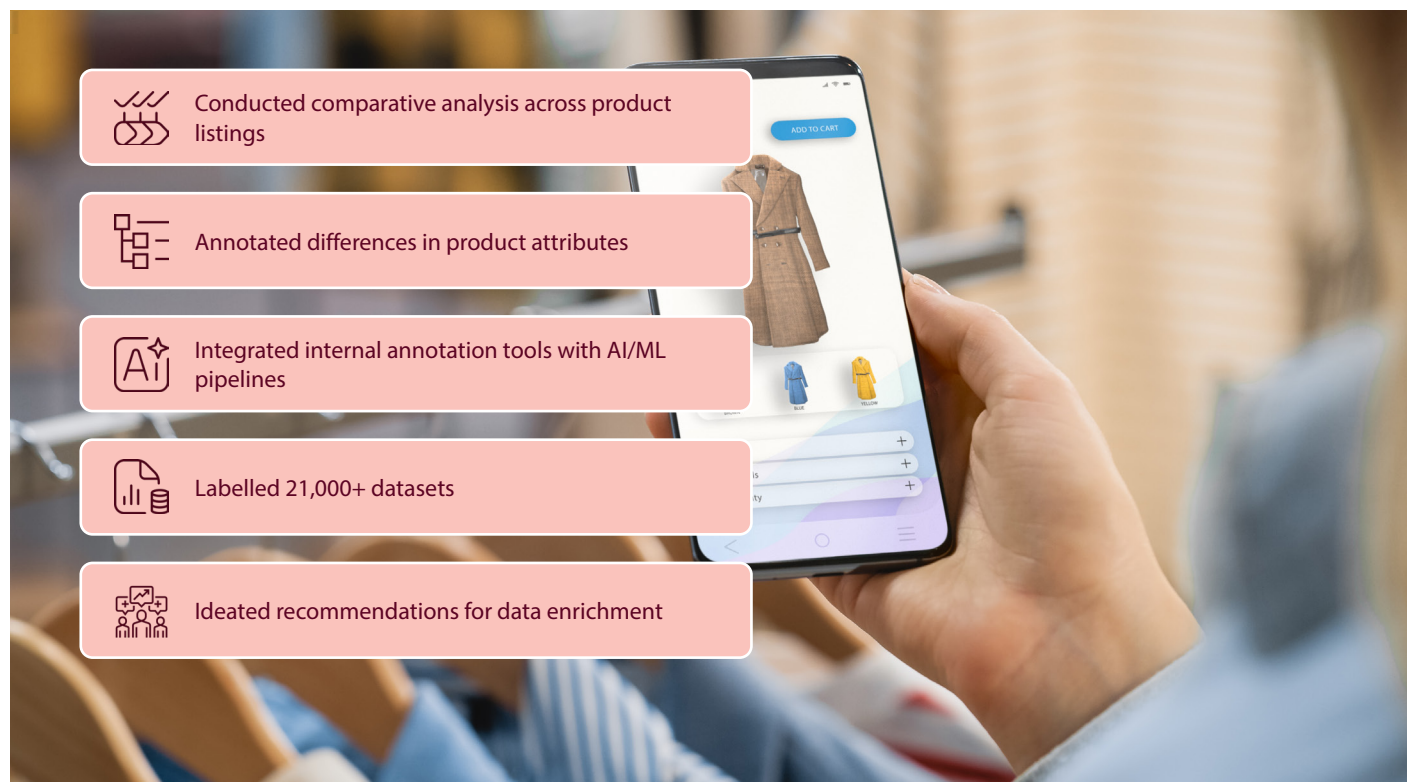 Conducted comparative analysis across product
listings
Annotated differences in product attributes
Integrated internal annotation tools with AI/ML
pipelines
Labelled 21,000+ datasets
Ideated recommendations for data enrichment
ADD TO CART
BLUE
YELLOW